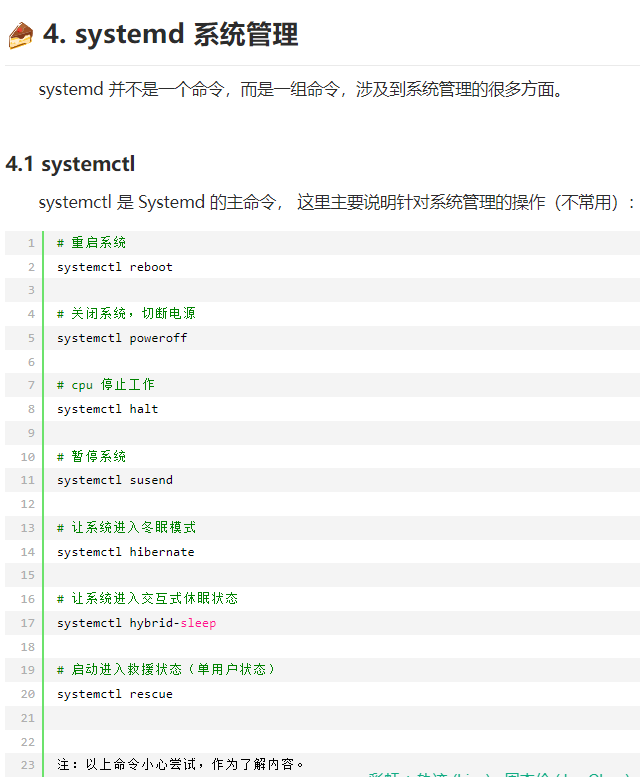 4. systemd 系统管理
systemd 并不是一个命令，而是一组命令，涉及到系统管理的很多方面。
4.1 systemctl
systemctl 是 Systemd 的主命令， 这里主要说明针对系统管理的操作（不常用）：
1 # 重启系统
2 systemctl reboot
3
4 # 关闭系统，切断电源
5 systemctl poweroff
6
7 # cpu 停止工作
8 systemctl halt
9
10 # 暂停系统
11 systemctl susend
12
13 # 让系统进入冬眠模式
14 systemctl hibernate
15
16 # 让系统进入交互式休眠状态
17 systemctl hybrid-sleep
18
19 # 启动进入救援状态（单用户状态）
20 systemctl rescue
21
22
23 注：以上命令小心尝试，作为了解内容。